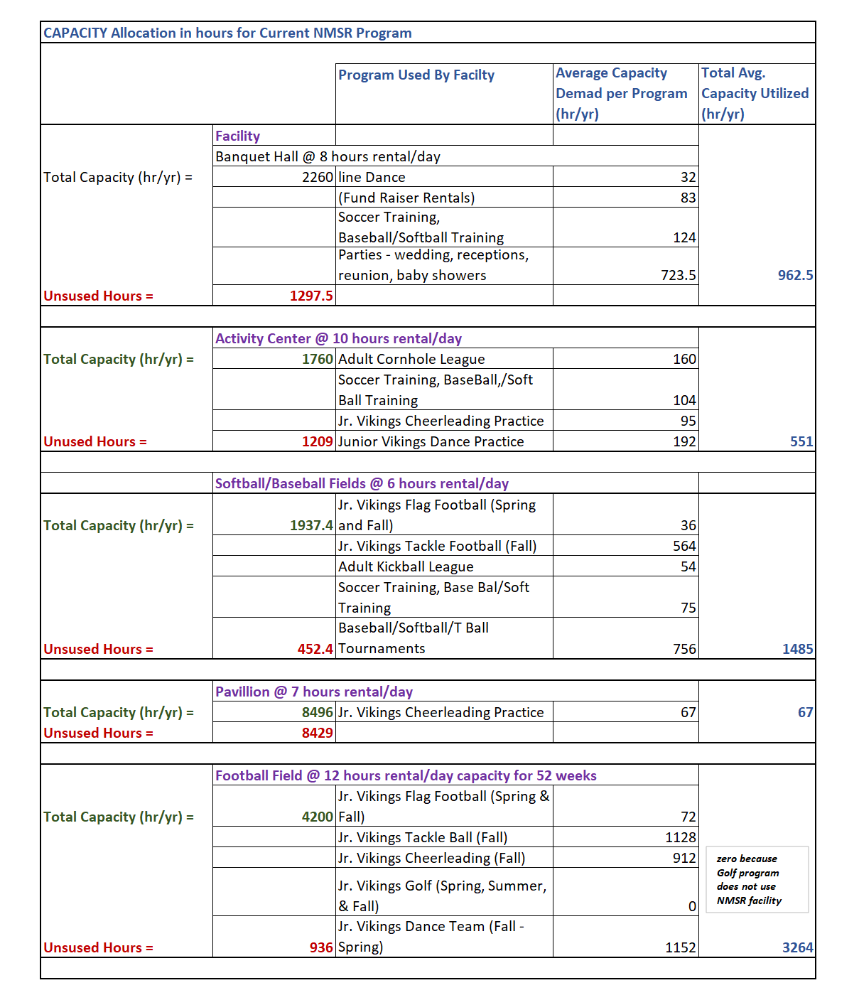 CAPACITY Allocation in hours for Current NMSR Program
Program Used By Facilty
Average Capacity
Demad per Program
(hr/yr)
Total Avg.
Capacity Utilized
(hr/yr)
Facility
Banquet Hall @ 8 hours rental/day
Total Capacity (hr/yr) = 2260 line Dance 32
(Fund Raiser Rentals) 83
Soccer Training,
Baseball/Softball Training 124
Parties - wedding, receptions,
reunion, baby showers 723.5 962.5
Unsused Hours = 1297.5
Activity Center @ 10 hours rental/day
Total Capacity (hr/yr) = 1760 Adult Cornhole League 160
Soccer Training, BaseBall,/Soft
Ball Training 104
Jr. Vikings Cheerleading Practice 95
Unused Hours = 1209 Junior Vikings Dance Practice 192 551
Softball/Baseball Fields @ 6 hours rental/day
Jr. Vikings Flag Football (Spring
Total Capacity (hr/yr) = 1937.4 and Fall) 36
Jr. Vikings Tackle Football (Fall) 564
Adult Kickball League 54
Soccer Training, Base Bal/Soft
Training 75
Baseball/Softball/T Ball
Unsused Hours = 452.4 Tournaments 756 1485
Pavillion @ 7 hours rental/day
Total Capacity (hr/yr) = 8496 Jr. Vikings Cheerleading Practice 67 67
Unsused Hours = 8429
Football Field @ 12 hours rental/day capacity for 52 weeks
Jr. Vikings Flag Football (Spring &
Total Capacity (hr/yr) = 4200 Fall) 72
Jr. Vikings Tackle Ball (Fall) 1128
Jr. Vikings Cheerleading (Fall) 912
Jr. Vikings Golf (Spring, Summer,
& Fall) 0
zero because
Golf program
does not use
NMSR facility
Jr. Vikings Dance Team (Fall -
Unsused Hours = 936 Spring) 1152 3264